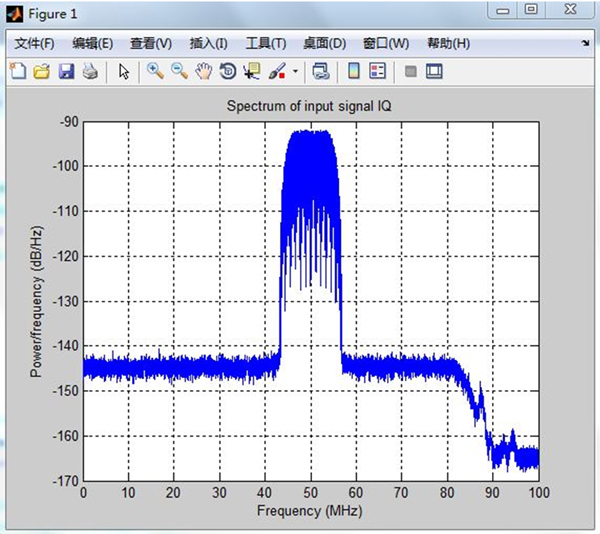 Figure 1
文件(F) 编辑(E) 查看(V) 插入(I) 工具(T) 桌面(D) 窗口(W) 帮助(H)
Spectrum of input signal IQ
-90
-100
-110
-120
-130
-140
-150
-160
-170
Power/frequency (dB/Hz)
0 10 20 30 40 50 60 70 80 90 100
Frequency (MHz)